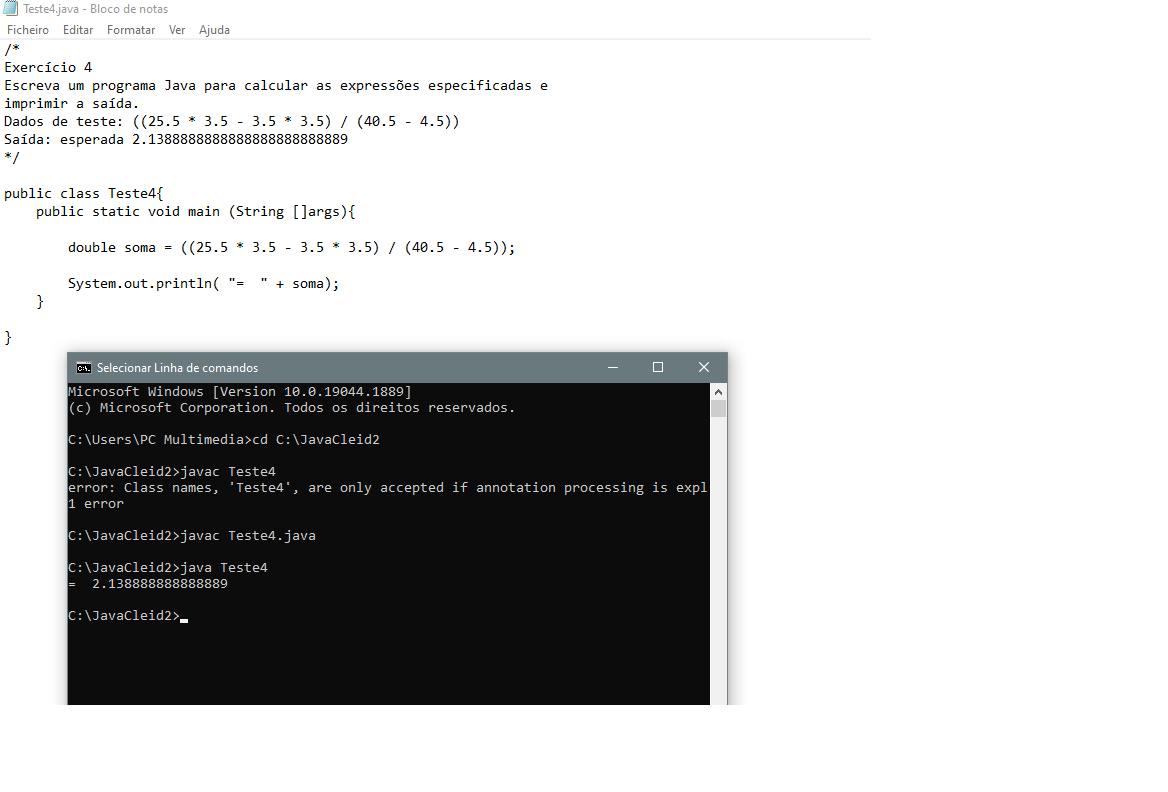 Teste4.java - Bloco de notas
Ficheiro Editar Formatar Ver Ajuda
/*
Exercício 4
Escreva um programa Java para calcular as expressões especificadas e
imprimir a saída.
Dados de teste: ((25.5 * 3.5 - 3.5 * 3.5) / (40.5 - 4.5))
Saída: esperada 2.138888888888888888888889
*/
public class Teste4{
public static void main (String []args){
double soma = ((25.5 * 3.5 - 3.5 * 3.5) / (40.5 - 4.5));
System.out.println( "=  " + soma);
}
}
C:\. Selecionar Linha de comandos
Microsoft Windows [Version 10.0.19044.1889]
(c) Microsoft Corporation. Todos os direitos reservados.
C:\Users\PC Multimedia>cd C:\JavaCleid2
C:\JavaCleid2>javac Teste4
error: Class names, 'Teste4', are only accepted if annotation processing is expl
1 error
C:\JavaCleid2>javac Teste4.java
C:\JavaCleid2>java Teste4
=  2.138888888888889
C:\JavaCleid2>